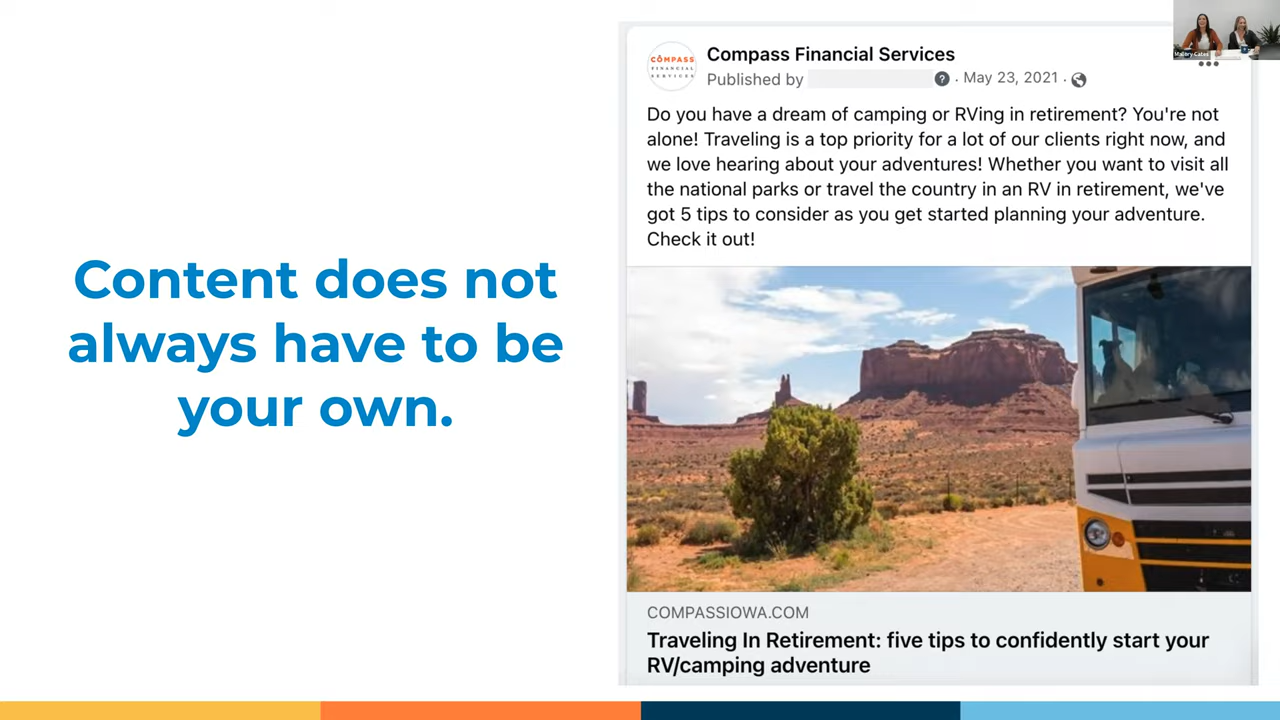 Content does not
always have to be
your own.
COMPASS
FINANCIAL
SERVICES
Compass Financial Services
Published by ? · May 23, 2021 ·
Do you have a dream of camping or RVing in retirement? You're not
alone! Traveling is a top priority for a lot of our clients right now, and
we love hearing about your adventures! Whether you want to visit all
the national parks or travel the country in an RV in retirement, we've
got 5 tips to consider as you get started planning your adventure.
Check it out!
COMPASSIOWA.COM
Traveling In Retirement: five tips to confidently start your
RV/camping adventure
Mallory Cates